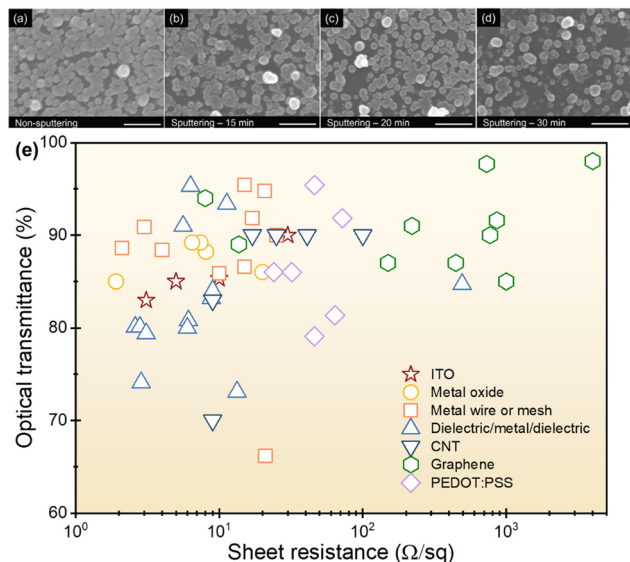 (a) (b) (c) (d)
Non-sputtering Sputtering – 15 min Sputtering – 20 min Sputtering – 30 min
(e)
100
90
80
70
60
Optical transmittance (%)
ITO
Metal oxide
Metal wire or mesh
Dielectric/metal/dielectric
CNT
Graphene
PEDOT:PSS
10⁰ 10¹ 10² 10³
Sheet resistance (Ω/sq)